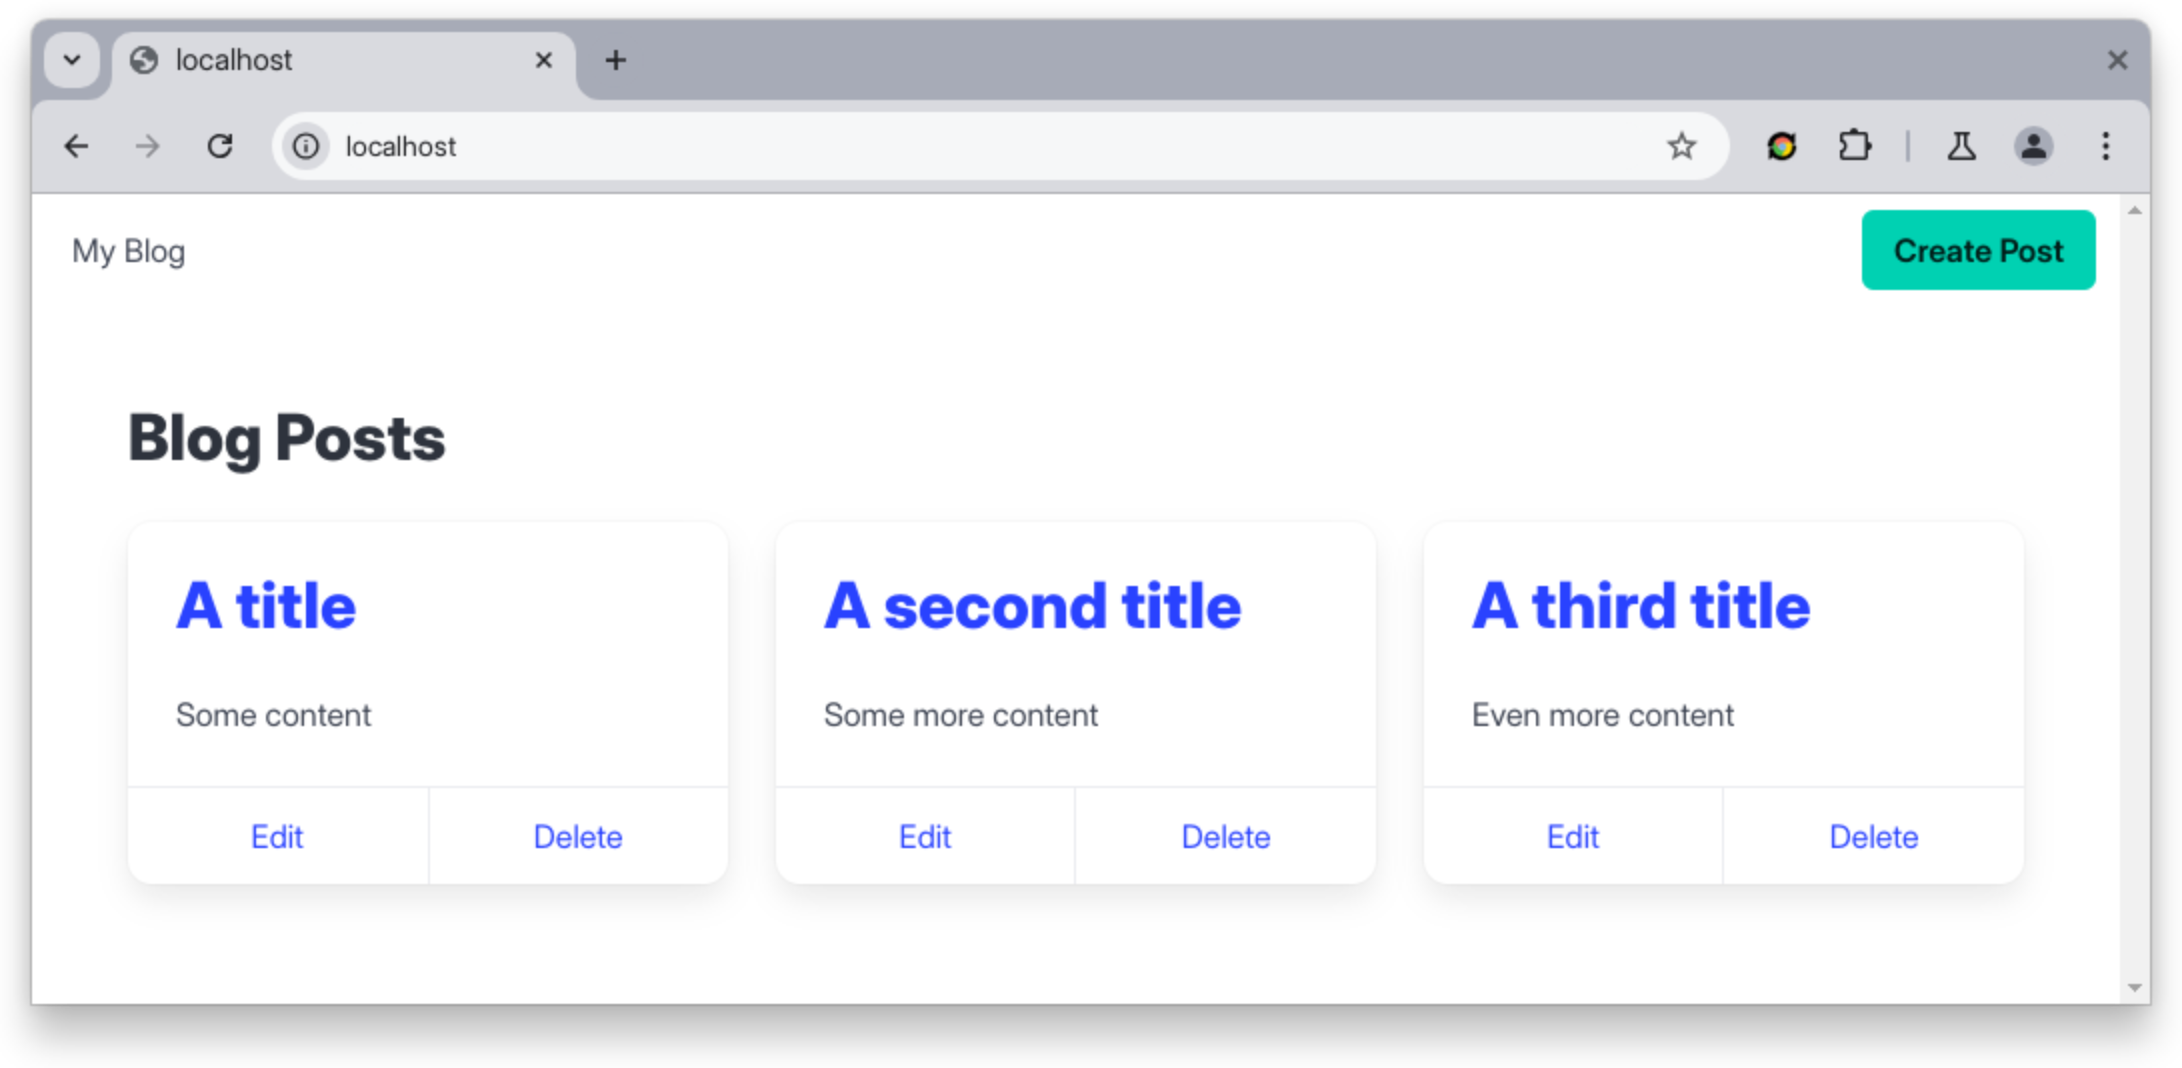 localhost
localhost
My Blog
Create Post
Blog Posts
A title
Some content
Edit Delete
A second title
Some more content
Edit Delete
A third title
Even more content
Edit Delete